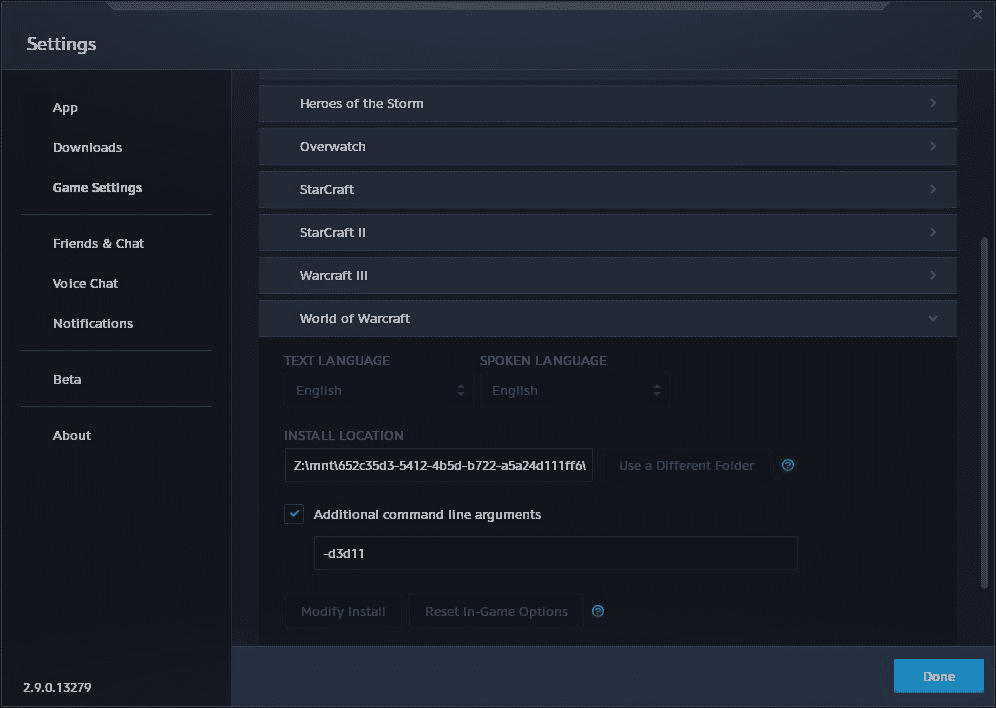 Settings
App
Downloads
Game Settings
Friends & Chat
Voice Chat
Notifications
Beta
About
2.9.0.13279
Heroes of the Storm
Overwatch
StarCraft
StarCraft II
Warcraft III
World of Warcraft
TEXT LANGUAGE SPOKEN LANGUAGE
English English
INSTALL LOCATION
Z:\mnt\652c35d3-5412-4b5d-b722-a5a24d111ff6\ Use a Different Folder ?
Additional command line arguments
-d3d11
Modify Install Reset In-Game Options ?
Done